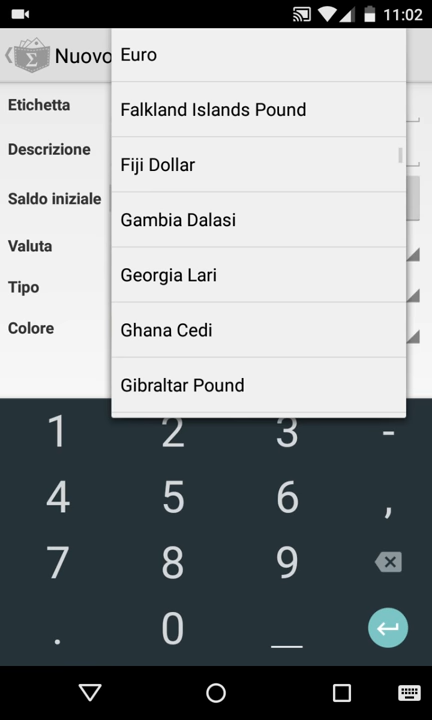 11:02
Nuovo
Euro
Etichetta
Falkland Islands Pound
Descrizione
Fiji Dollar
Saldo iniziale
Gambia Dalasi
Valuta
Georgia Lari
Tipo
Colore
Ghana Cedi
Gibraltar Pound
1 2 3 -
4 5 6 ,
7 8 9
. 0 _